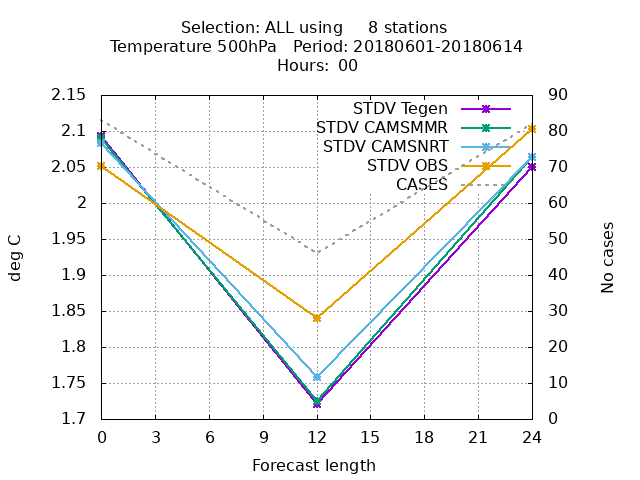 Selection: ALL using     8 stations
Temperature 500hPa   Period: 20180601-20180614
Hours:  00
2.15
2.1
2.05
2
1.95
1.9
1.85
1.8
1.75
1.7
deg C
STDV Tegen
STDV CAMSMMR
STDV CAMSNRT
STDV OBS
CASES
90
80
70
60
50
40
30
20
10
0
No cases
0 3 6 9 12 15 18 21 24
Forecast length